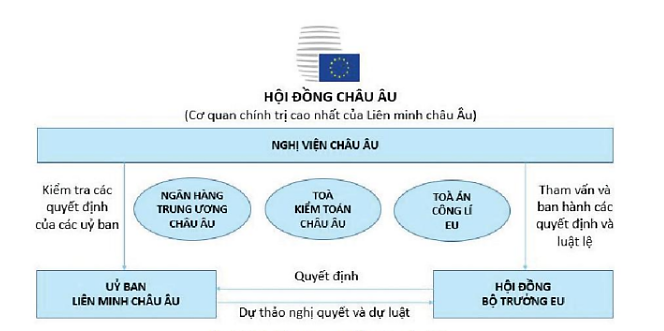 HỘI ĐỒNG CHÂU ÂU
(Cơ quan chính trị cao nhất của Liên minh châu Âu)
NGHỊ VIỆN CHÂU ÂU
Kiểm tra các
quyết định
của các uỷ ban
NGÂN HÀNG
TRUNG ƯƠNG
CHÂU ÂU
TOÀ
KIỂM TOÁN
CHÂU ÂU
TOÀ ÁN
CÔNG LÍ
EU
Tham vấn và
ban hành các
quyết định và
luật lệ
UỶ BAN
LIÊN MINH CHÂU ÂU
Quyết định
Dự thảo nghị quyết và dự luật
HỘI ĐỒNG
BỘ TRƯỞNG EU